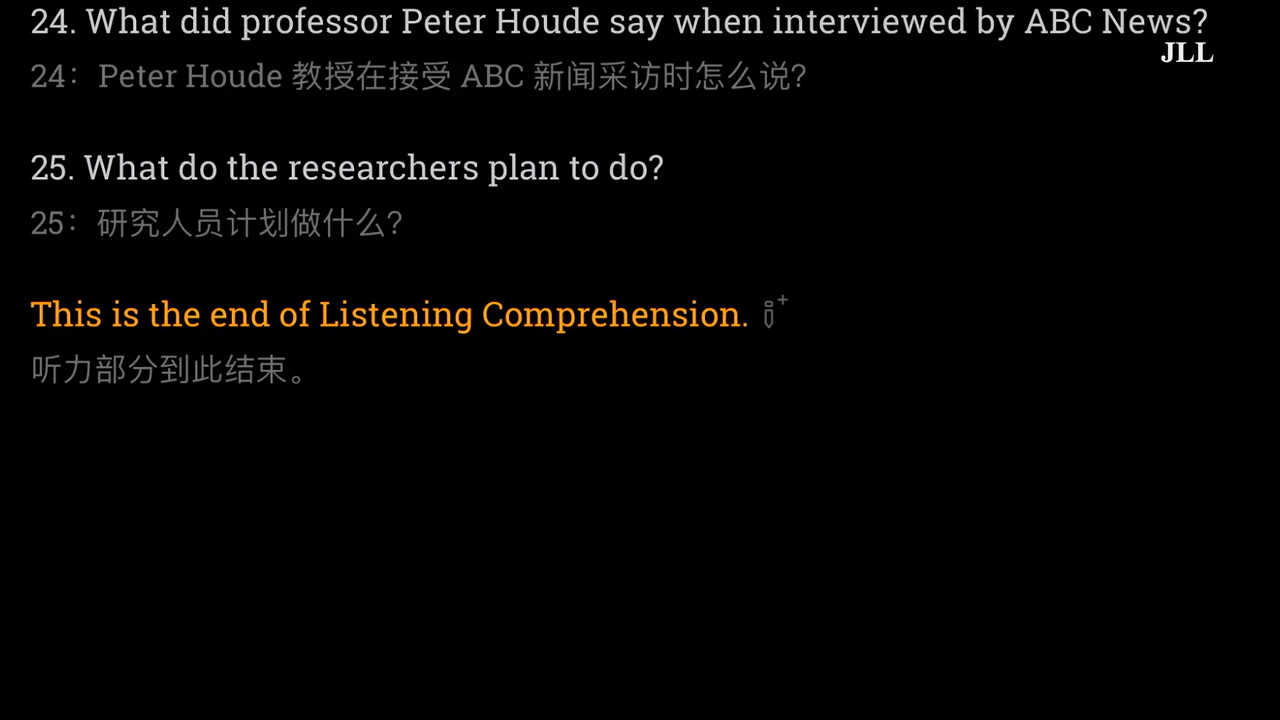 24. What did professor Peter Houde say when interviewed by ABC News?
JLL
24：Peter Houde 教授在接受 ABC 新闻采访时怎么说?
25. What do the researchers plan to do?
25：研究人员计划做什么?
This is the end of Listening Comprehension.
听力部分到此结束。